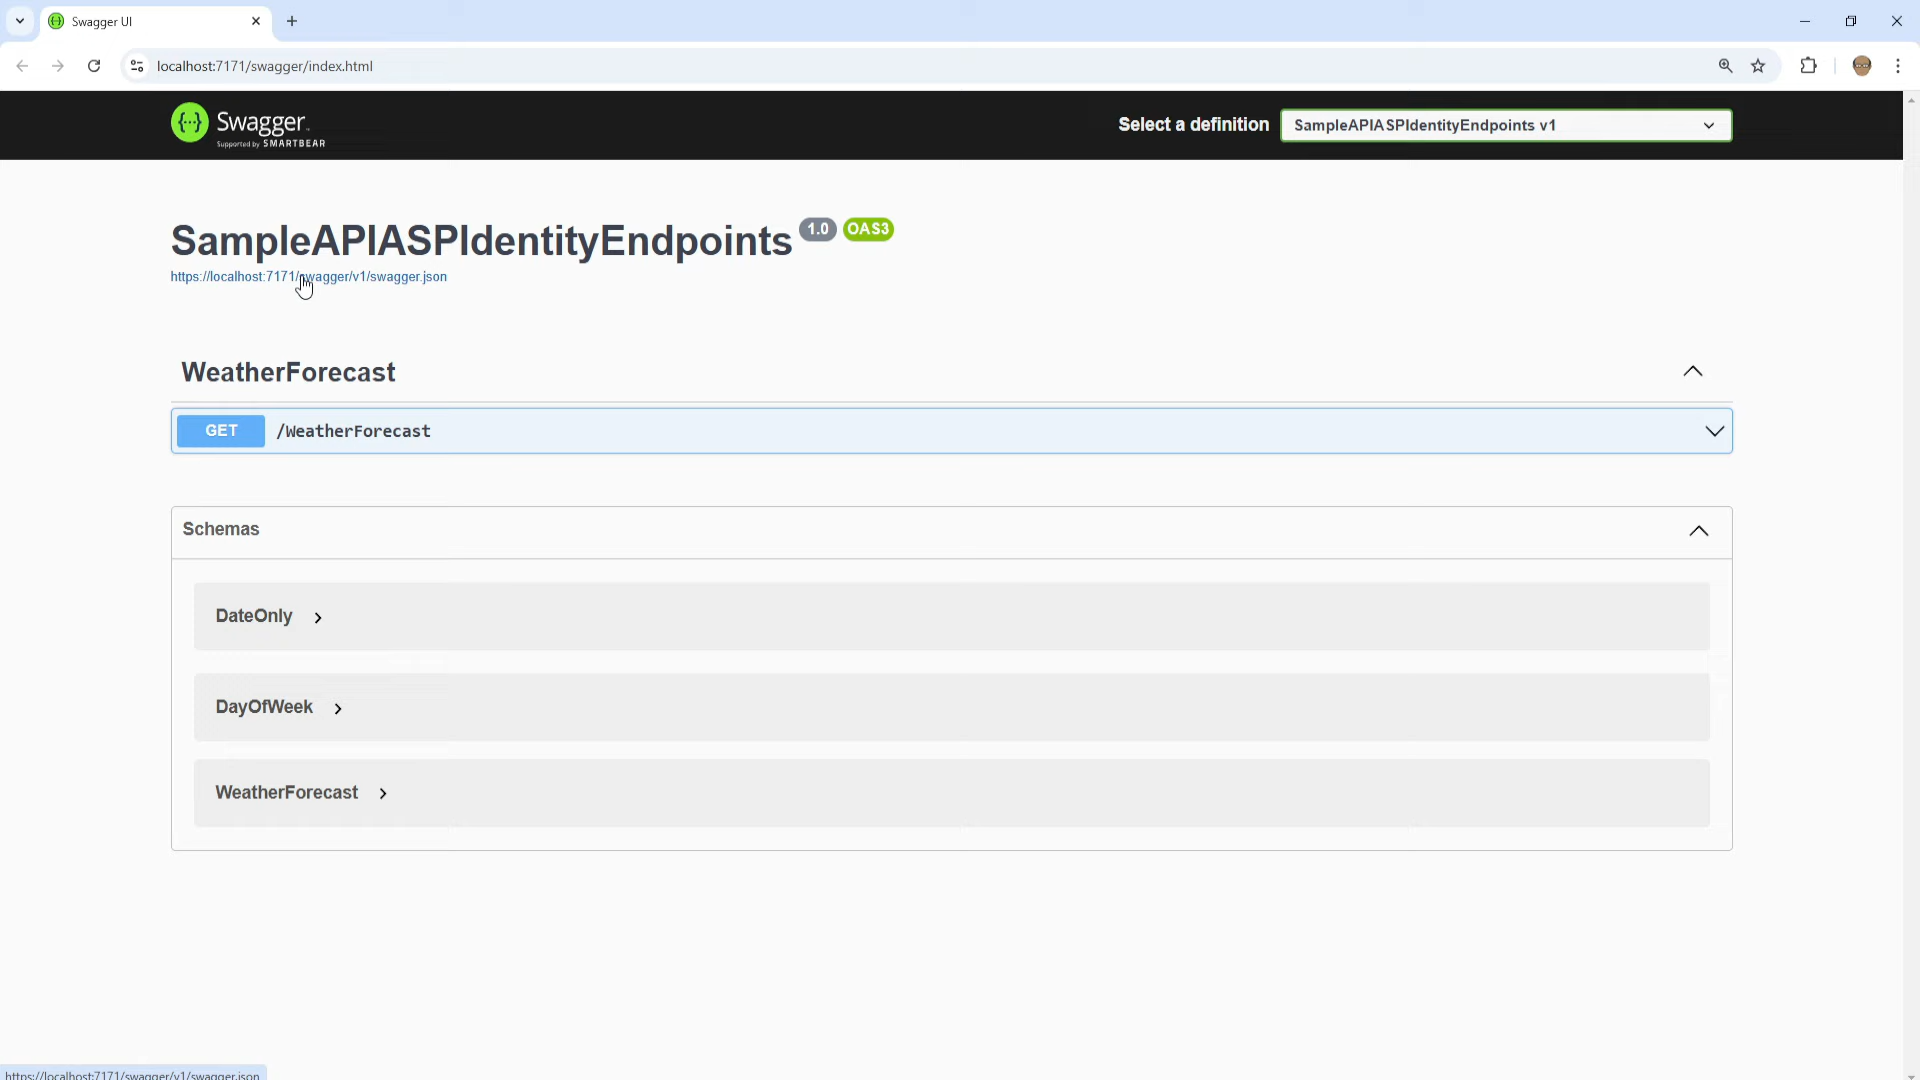 Swagger UI
localhost:7171/swagger/index.html
Swagger
Supported by SMARTBEAR
Select a definition
SampleAPIASPIdentityEndpoints v1
SampleAPIASPIdentityEndpoints 1.0 OAS3
https://localhost:7171/swagger/v1/swagger.json
WeatherForecast
GET /WeatherForecast
Schemas
DateOnly
DayOfWeek
WeatherForecast
https://localhost:7171/swagger/v1/swagger.json